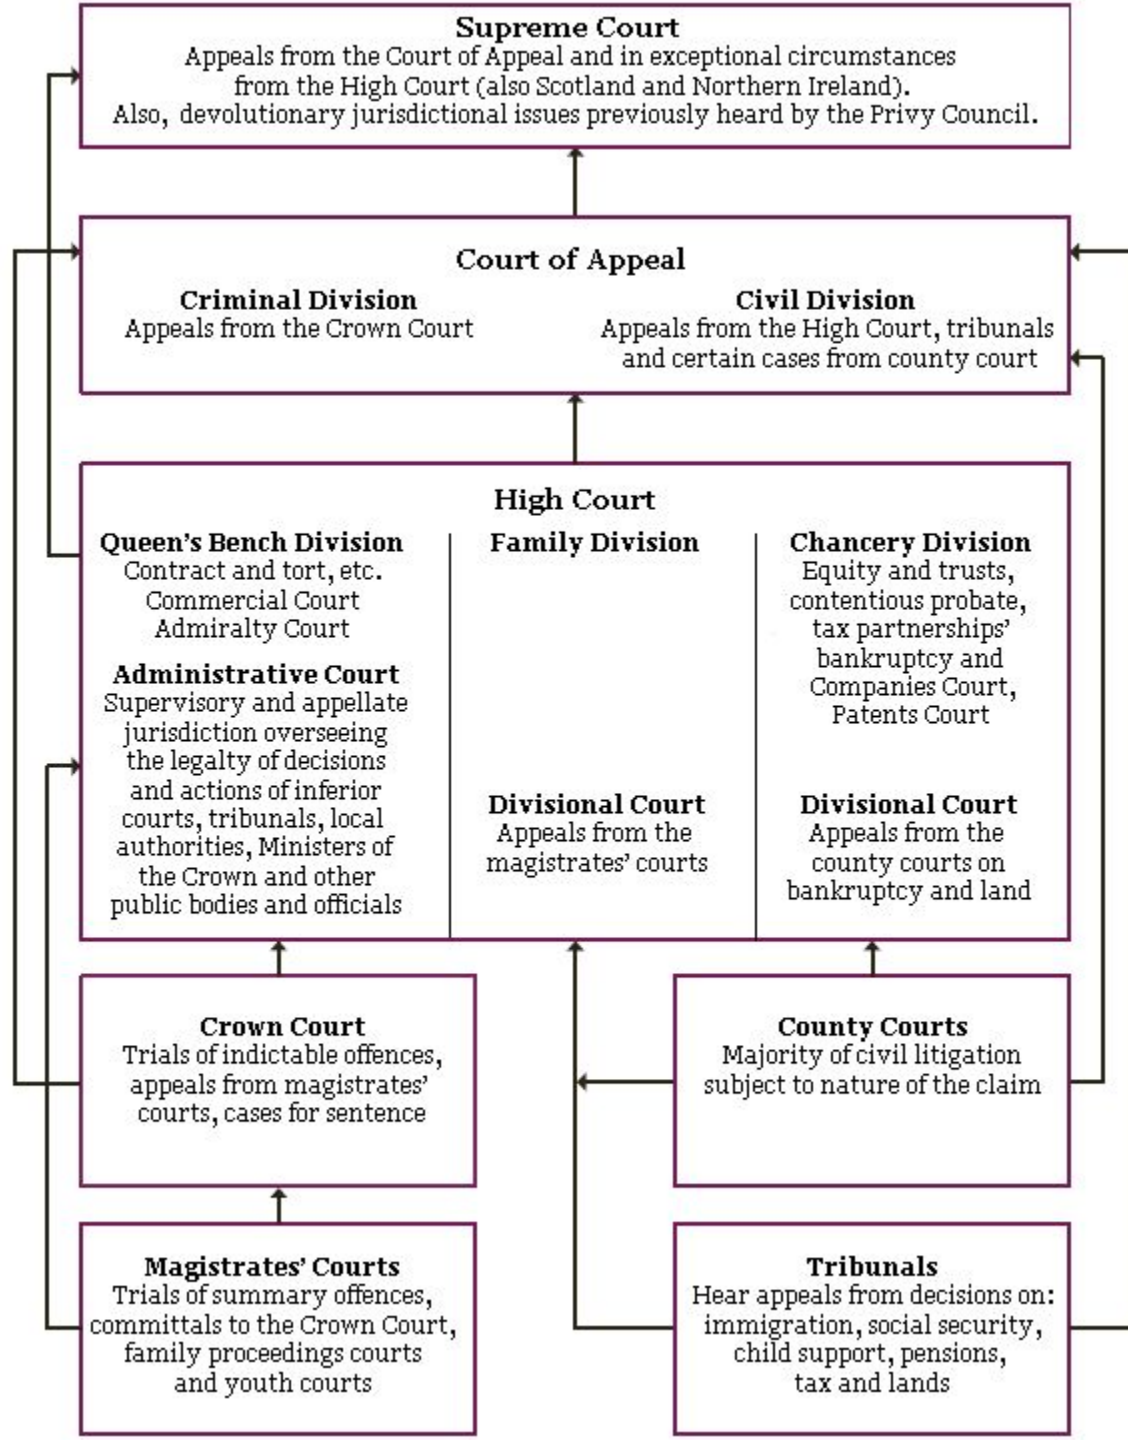 Supreme Court
Appeals from the Court of Appeal and in exceptional circumstances
from the High Court (also Scotland and Northern Ireland).
Also, devolutionary jurisdictional issues previously heard by the Privy Council.
Court of Appeal
Criminal Division
Appeals from the Crown Court
Civil Division
Appeals from the High Court, tribunals
and certain cases from county court
High Court
Queen's Bench Division
Contract and tort, etc.
Commercial Court
Admiralty Court
Administrative Court
Supervisory and appellate
jurisdiction overseeing
the legalty of decisions
and actions of inferior
courts, tribunals, local
authorities, Ministers of
the Crown and other
public bodies and officials
Family Division
Divisional Court
Appeals from the
magistrates' courts
Chancery Division
Equity and trusts,
contentious probate,
tax partnerships'
bankruptcy and
Companies Court,
Patents Court
Divisional Court
Appeals from the
county courts on
bankruptcy and land
Crown Court
Trials of indictable offences,
appeals from magistrates'
courts, cases for sentence
County Courts
Majority of civil litigation
subject to nature of the claim
Magistrates' Courts
Trials of summary offences,
committals to the Crown Court,
family proceedings courts
and youth courts
Tribunals
Hear appeals from decisions on:
immigration, social security,
child support, pensions,
tax and lands